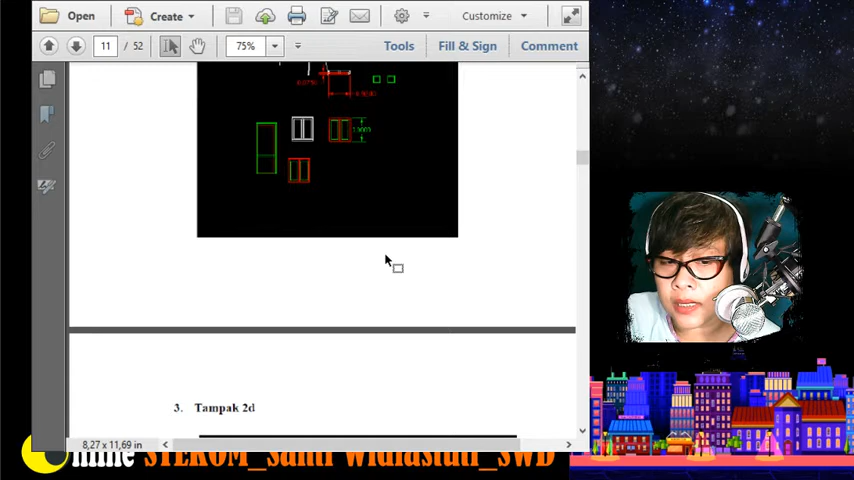 Open
Create
Customize
11 / 52
75%
Tools
Fill & Sign
Comment
3. Tampak 2d
8,27 x 11,69 in
nline STEKOM_Santi Widiastuti_SWD